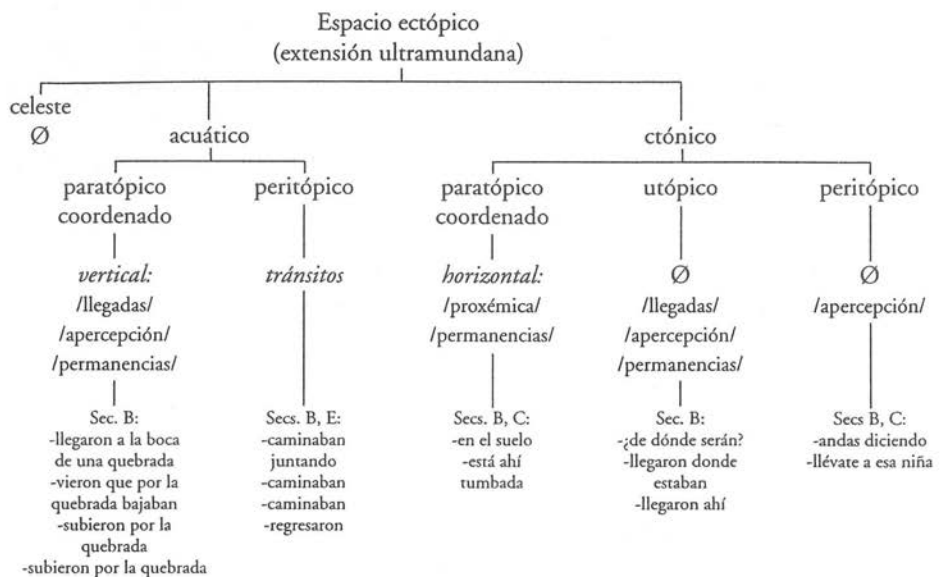 Espacio ectópico
(extensión ultramundana)
celeste
Ø
acuático
ctónico
paratópico
coordenado
peritópico
paratópico
coordenado
utópico
peritópico
vertical:
/llegadas/
/apercepción/
/permanencias/
tránsitos
horizontal:
/proxémica/
/permanencias/
Ø
/llegadas/
/apercepción/
/permanencias/
Ø
/apercepción/
Sec. B:
-llegaron a la boca
de una quebrada
-vieron que por la
quebrada bajaban
-subieron por la
quebrada
-subieron por la quebrada
Secs. B, E:
-caminaban
juntando
-caminaban
-caminaban
-regresaron
Secs. B, C:
-en el suelo
-está ahí
tumbada
Sec. B:
-¿de dónde serán?
-llegaron donde
estaban
-llegaron ahí
Secs B, C:
-andas diciendo
-llévate a esa niña